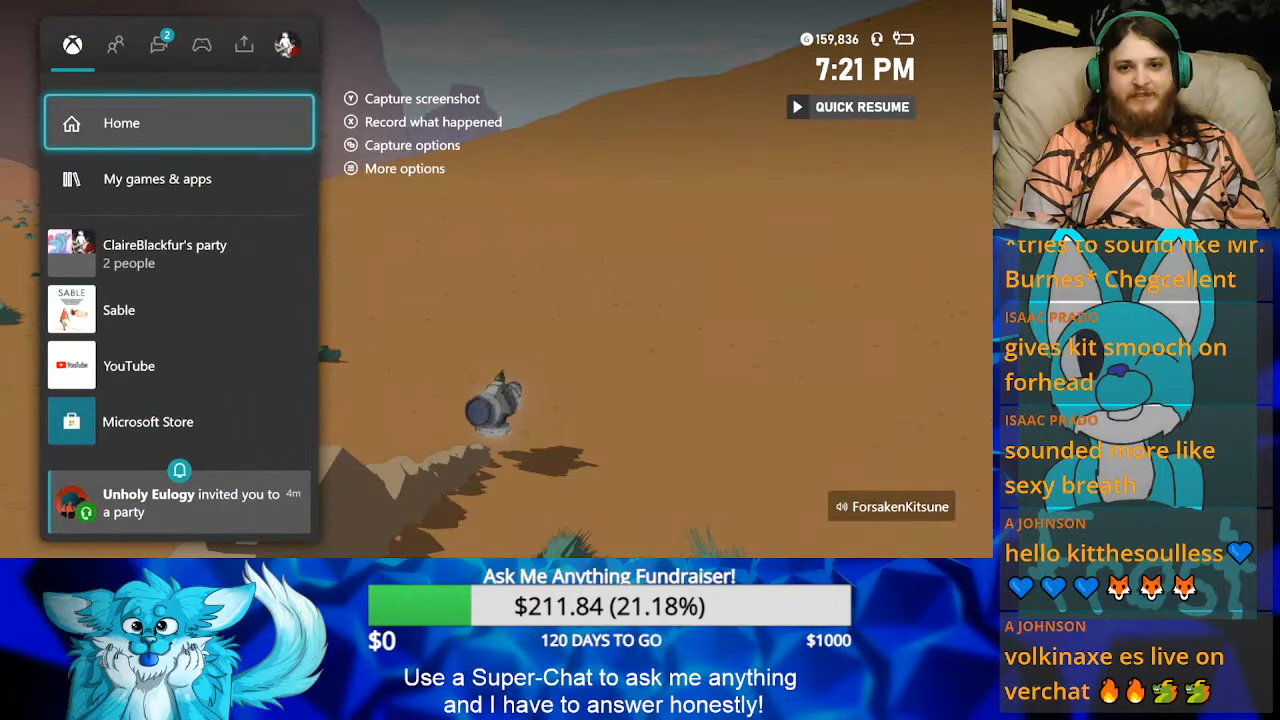 2
159,836
7:21 PM
QUICK RESUME
Capture screenshot
Record what happened
Capture options
More options
Home
My games & apps
ClaireBlackfur's party
2 people
SABLE
Sable
YouTube
YouTube
Microsoft Store
Unholy Eulogy invited you to
a party
4m
ForsakenKitsune
*tries to sound like Mr.
Burnes* Chegcellent
ISAAC PRADO
gives kit smooch on
forhead
ISAAC PRADO
sounded more like
sexy breath
A JOHNSON
hello kitthesoulless💙
💙💙💙🦊🦊🦊
A JOHNSON
volkinaxe es live on
verchat 🔥🔥🐲🐲
Ask Me Anything Fundraiser!
$211.84 (21.18%)
$0
120 DAYS TO GO
$1000
Use a Super-Chat to ask me anything
and I have to answer honestly!